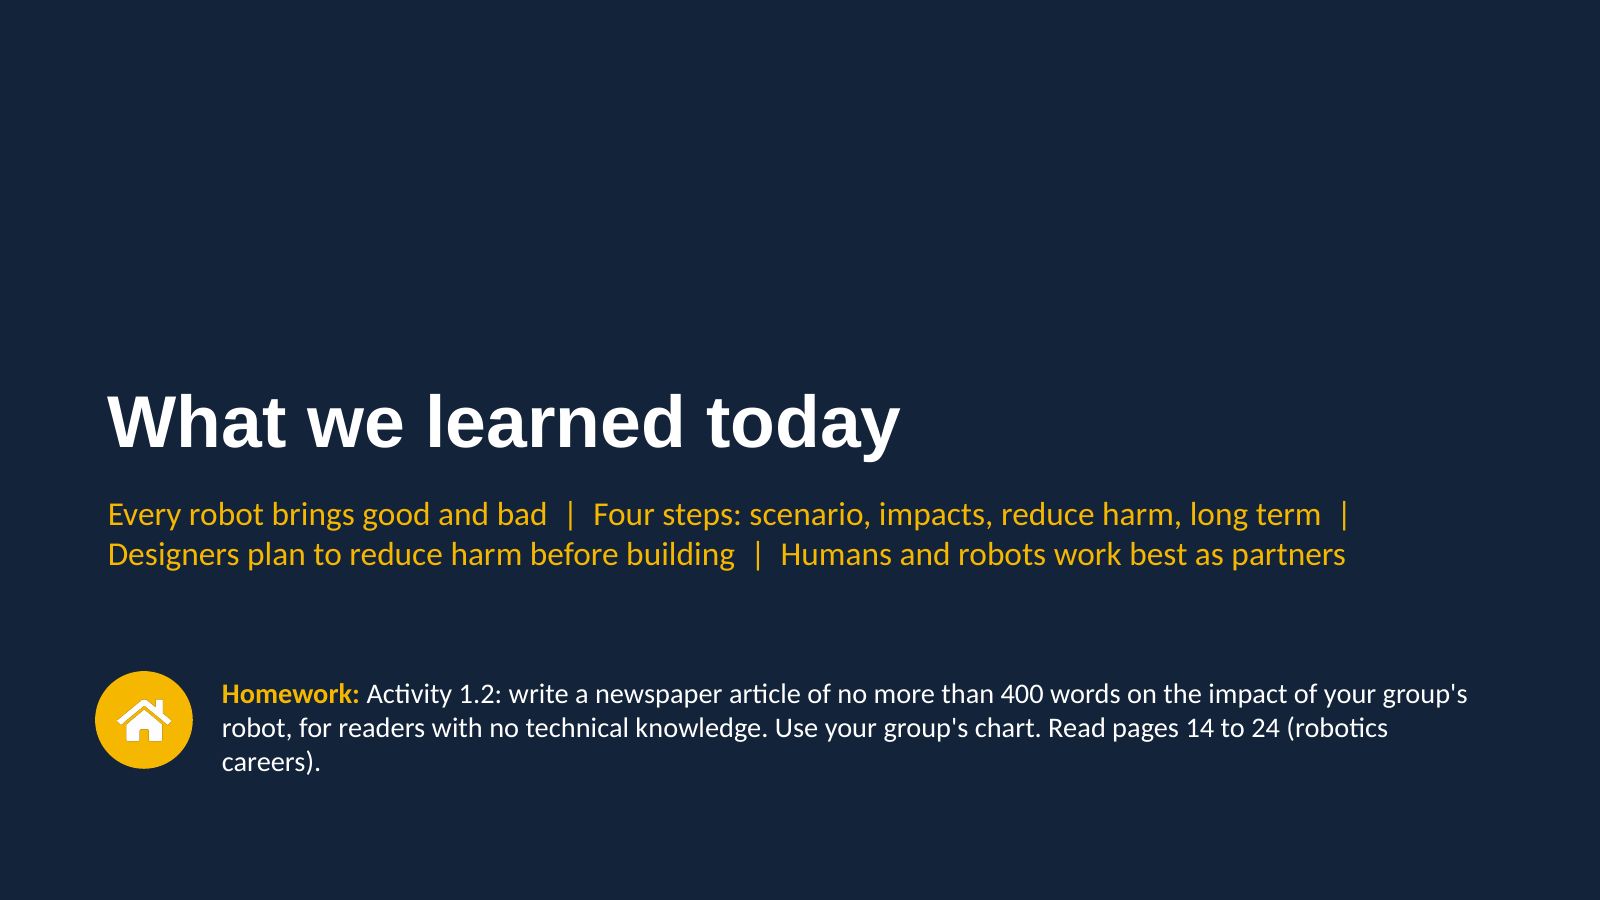 What we learned today
Every robot brings good and bad  |  Four steps: scenario, impacts, reduce harm, long term  |
Designers plan to reduce harm before building  |  Humans and robots work best as partners
Homework: Activity 1.2: write a newspaper article of no more than 400 words on the impact of your group's
robot, for readers with no technical knowledge. Use your group's chart. Read pages 14 to 24 (robotics
careers).